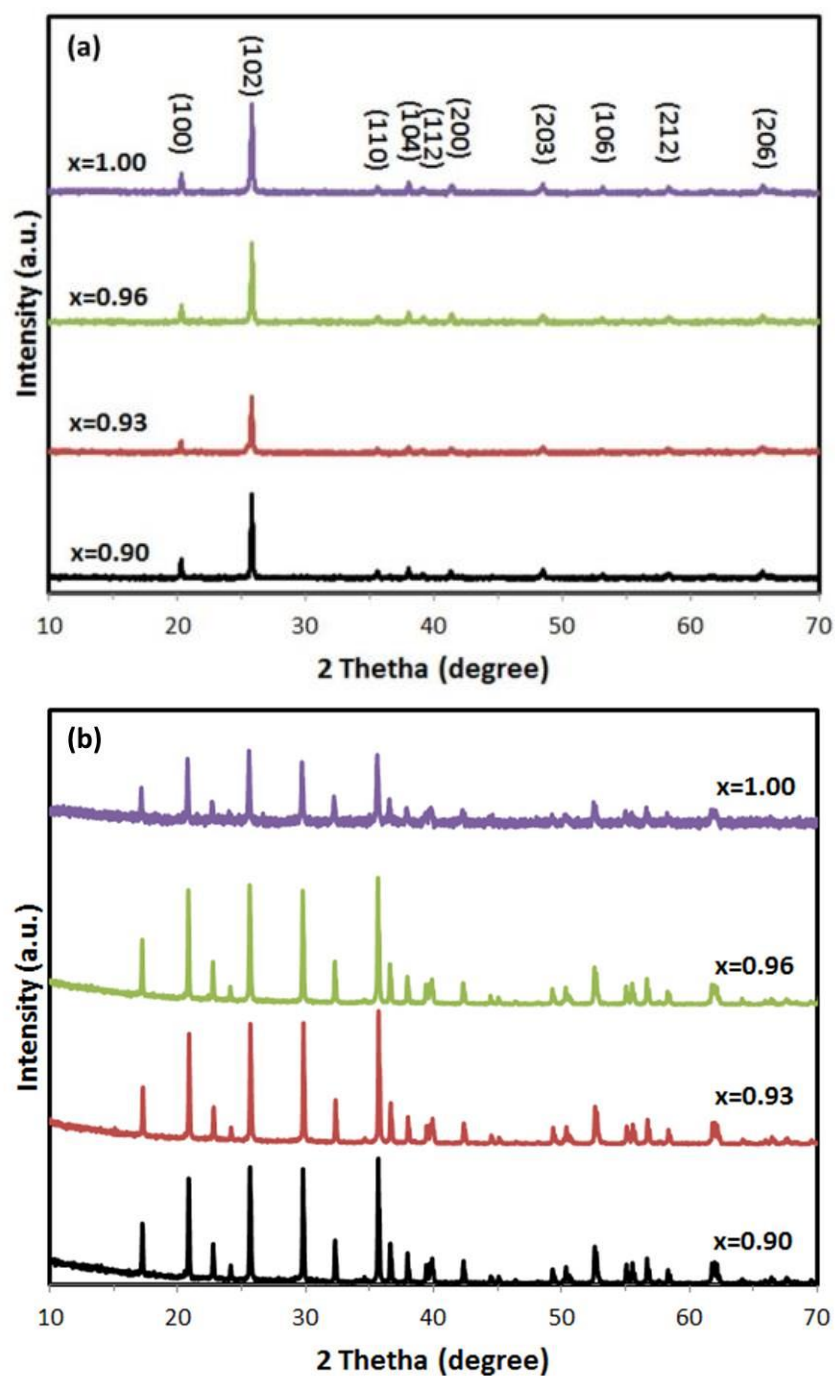 (a)
(100)
(102)
(110)
(104)
(112)
(200)
(203)
(106)
(212)
(206)
x=1.00
x=0.96
x=0.93
x=0.90
Intensity (a.u.)
10 20 30 40 50 60 70
2 Thetha (degree)
(b)
x=1.00
x=0.96
x=0.93
x=0.90
Intensity (a.u.)
10 20 30 40 50 60 70
2 Thetha (degree)